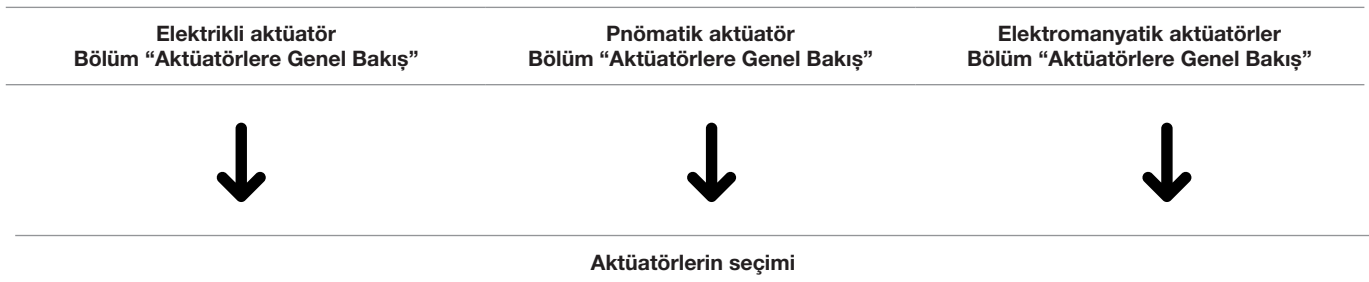 Elektrikli aktüatör
Bölüm “Aktüatörlere Genel Bakış”
Pnömatik aktüatör
Bölüm “Aktüatörlere Genel Bakış”
Elektromanyatik aktüatörler
Bölüm “Aktüatörlere Genel Bakış”
Aktüatörlerin seçimi